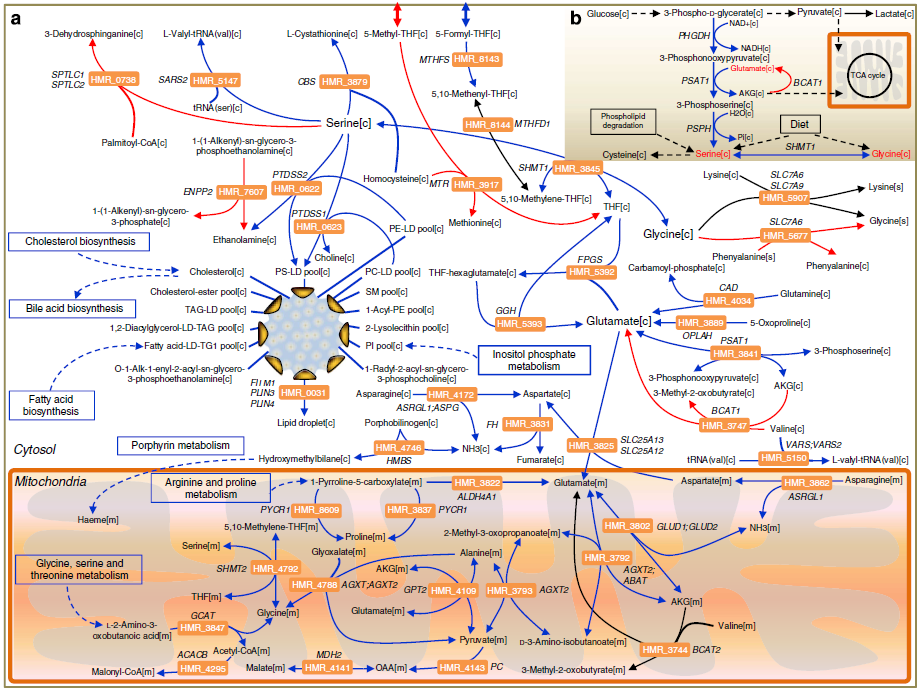 a
3-Dehydrosphinganine[c]
L-Valyl-tRNA(val)[c]
L-Cystathionine[c]
5-Methyl-THF[c]
5-Formyl-THF[c]
SPTLC1
SPTLC2
HMR_0738
SARS2
HMR_5147
CBS
HMR_3879
MTHFS
HMR_8143
tRNA(ser)[c]
5,10-Methenyl-THF[c]
Palmitoyl-CoA[c]
Serine[c]
HMR_8144
MTHFD1
1-(1-Alkenyl)-sn-glycero-3-
phosphoethanolamine[c]
ENPP2
HMR_7607
PTDSS2
HMR_0622
Homocysteine[c]
MTR
HMR_3917
SHMT1
HMR_3845
5,10-Methylene-THF[c]
THF[c]
1-(1-Alkenyl)-sn-glycero-
3-phosphate[c]
PTDSS1
HMR_0623
Methionine[c]
Ethanolamine[c]
PE-LD pool[c]
Choline[c]
Glycine[c]
Cholesterol biosynthesis
Cholesterol[c]
PS-LD pool[c]
PC-LD pool[c]
THF-hexaglutamate[c]
FPGS
HMR_5392
Cholesterol-ester pool[c]
SM pool[c]
Bile acid biosynthesis
TAG-LD pool[c]
1-Acyl-PE pool[c]
GGH
HMR_5393
Glutamate[c]
1,2-Diacylglycerol-LD-TAG pool[c]
2-Lysolecithin pool[c]
Fatty acid-LD-TG1 pool[c]
PI pool[c]
Inositol phosphate
metabolism
O-1-Alk-1-enyl-2-acyl-sn-glycero-
3-phosphoethanolamine[c]
1-Radyl-2-acyl-sn-glycero-
3-phosphocholine[c]
Fatty acid
biosynthesis
PLIN3
PLIN4
HMR_0031
Lipid droplet[c]
Asparagine[c]
HMR_4172
ASRGL1;ASPG
Aspartate[c]
Porphobilinogen[c]
FH
HMR_3831
HMR_4746
HMBS
NH3[c]
Fumarate[c]
HMR_3825
SLC25A13
SLC25A12
Cytosol
Porphyrin metabolism
Hydroxymethylbilane[c]
b
Glucose[c]
3-Phospho-D-glycerate[c]
Pyruvate[c]
Lactate[c]
PHGDH
NAD+[c]
NADH[c]
3-Phosphonooxypyruvate[c]
PSAT1
Glutamate[c]
AKG[c]
BCAT1
TCA cycle
3-Phosphoserine[c]
Phospholipid
degradation
PSPH
H2O[c]
Pi[c]
Diet
Cysteine[c]
Serine[c]
SHMT1
Glycine[c]
Lysine[c]
SLC7A6
SLC7A9
HMR_5907
Lysine[s]
Glycine[s]
SLC7A6
HMR_5677
Phenylanine[s]
Phenylanine[c]
Carbamoyl-phosphate[c]
CAD
HMR_4034
Glutamine[c]
HMR_3889
OPLAH
5-Oxoproline[c]
PSAT1
HMR_3841
3-Phosphoserine[c]
3-Phosphonooxypyruvate[c]
AKG[c]
3-Methyl-2-oxobutyrate[c]
BCAT1
HMR_3747
Valine[c]
VARS;VARS2
tRNA(val)[c]
HMR_5150
L-valyl-tRNA(val)[c]
Mitochondria
Arginine and proline
metabolism
1-Pyrroline-5-carboxylate[m]
HMR_3822
ALDH4A1
Glutamate[m]
Aspartate[m]
HMR_3862
ASRGL1
Asparagine[m]
Haeme[m]
PYCR1
HMR_8609
HMR_3837
PYCR1
5,10-Methylene-THF[m]
Proline[m]
2-Methyl-3-oxopropanoate[m]
HMR_3802
GLUD1;GLUD2
NH3[m]
Serine[m]
Glyoxalate[m]
Alanine[m]
Glycine, serine and
threonine metabolism
SHMT2
HMR_4792
AKG[m]
HMR_3792
AGXT2;
ABAT
HMR_4788
AGXT;AGXT2
GPT2
HMR_4109
HMR_3793
AGXT2
THF[m]
Glycine[m]
Glutamate[m]
AKG[m]
GCAT
L-2-Amino-3-
oxobutanoic acid[m]
HMR_3847
Valine[m]
Acetyl-CoA[m]
Pyruvate[m]
D-3-Amino-isobutanoate[m]
HMR_3744
BCAT2
ACACB
Malonyl-CoA[m]
HMR_4295
Malate[m]
MDH2
HMR_4141
OAA[m]
HMR_4143
PC
3-Methyl-2-oxobutyrate[m]